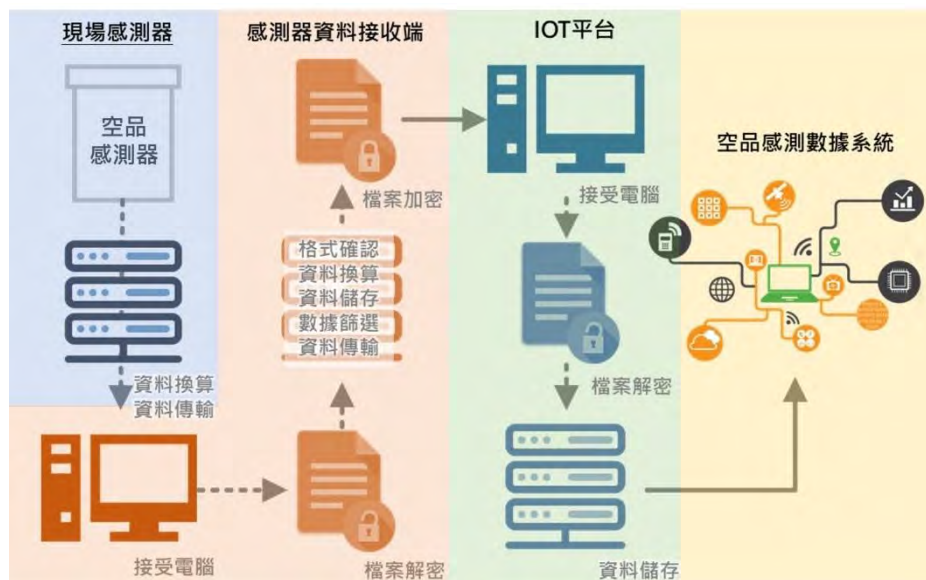 現場感測器
空品
感測器
資料換算
資料傳輸
接受電腦
感測器資料接收端
檔案加密
格式確認
資料換算
資料儲存
數據篩選
資料傳輸
檔案解密
IOT平台
接受電腦
檔案解密
資料儲存
空品感測數據系統